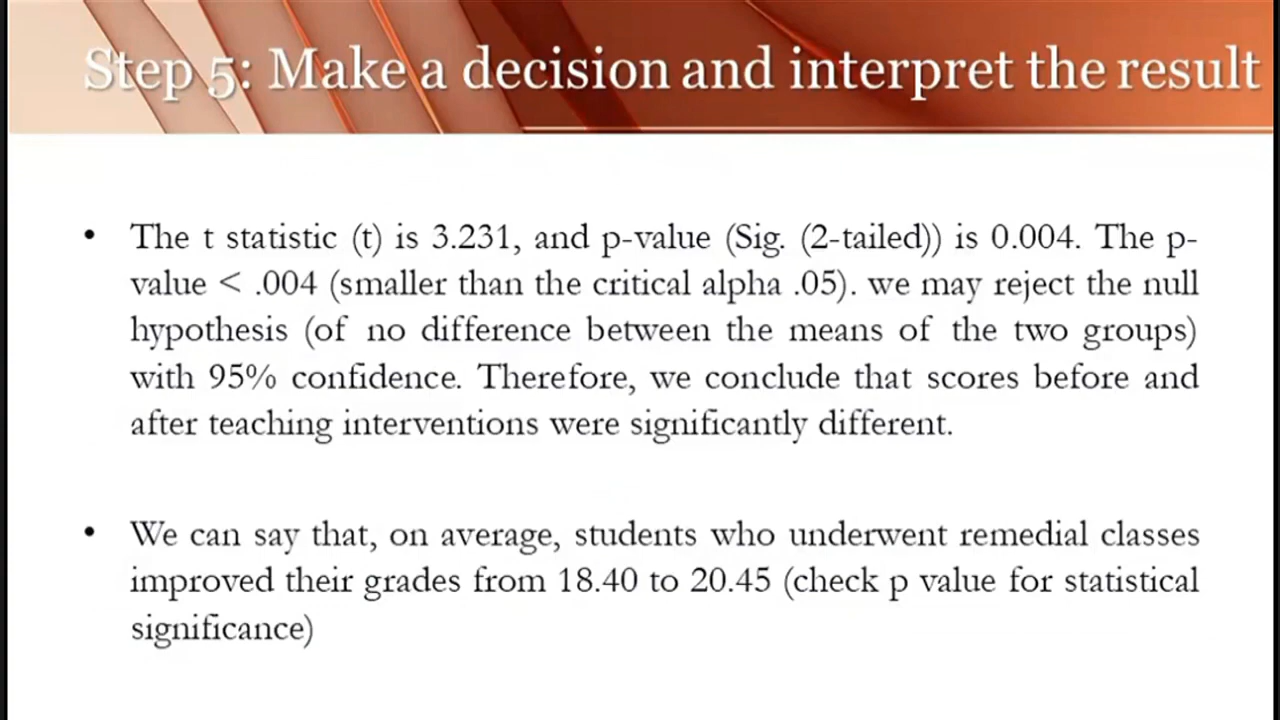 Step 5: Make a decision and interpret the result
• The t statistic (t) is 3.231, and p-value (Sig. (2-tailed)) is 0.004. The p-
value < .004 (smaller than the critical alpha .05). we may reject the null
hypothesis (of no difference between the means of the two groups)
with 95% confidence. Therefore, we conclude that scores before and
after teaching interventions were significantly different.
• We can say that, on average, students who underwent remedial classes
improved their grades from 18.40 to 20.45 (check p value for statistical
significance)